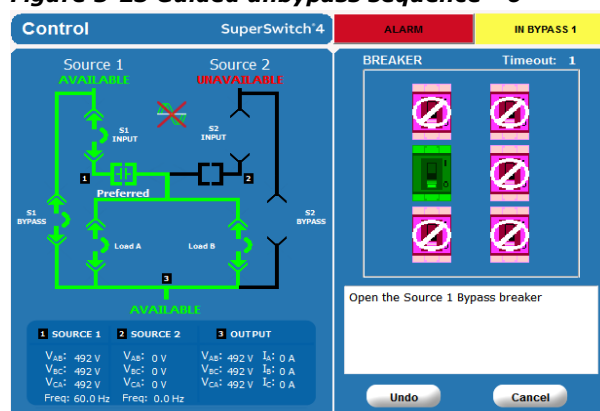 Figure 3-23 Guided unbypass sequence - 6
Control
SuperSwitch®4
ALARM
IN BYPASS 1
Source 1
AVAILABLE
Source 2
UNAVAILABLE
S1
INPUT
S2
INPUT
1
2
Preferred
S1
BYPASS
S2
BYPASS
Load A
Load B
3
AVAILABLE
1 SOURCE 1
2 SOURCE 2
3 OUTPUT
VAB: 492 V
VBC: 492 V
VCA: 492 V
Freq: 60.0 Hz
VAB: 0 V
VBC: 0 V
VCA: 0 V
Freq: 0.0 Hz
VAB: 492 V IA: 0 A
VBC: 492 V IB: 0 A
VCA: 492 V IC: 0 A
BREAKER
Timeout: 1
Open the Source 1 Bypass breaker
Undo
Cancel